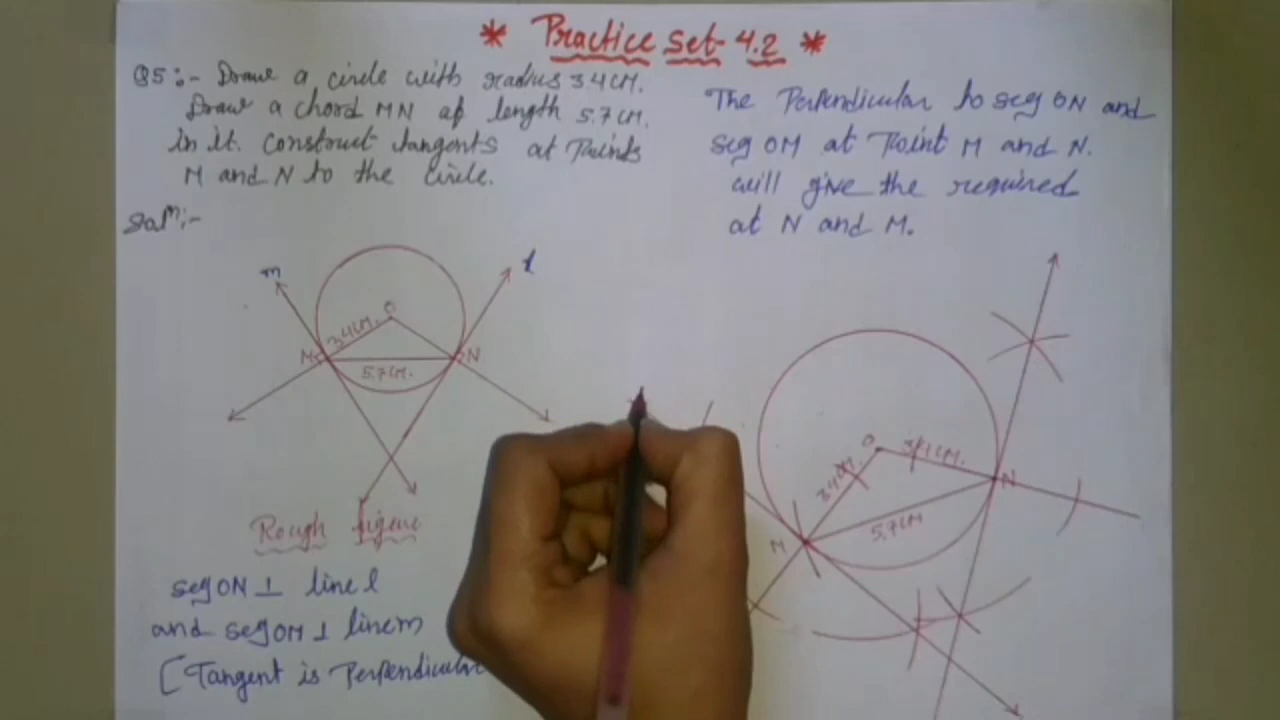 * Practice set 4.2 *
Q5:- Draw a circle with radius 3.4 CM.
Draw a chord MN of length 5.7 CM.
In it. construct tangents at Points
M and N to the circle.
Solⁿ:-
The Perpendicular to seg ON and
seg OM at Point M and N.
will give the required
at N and M.
m
l
O
3.4 CM.
M
N
5.7 CM.
Rough figure
seg ON ⊥ line l
and seg OM ⊥ line m
[Tangent is Perpendicular
O
3.4 CM.
3.4 CM.
N
M
5.7 CM